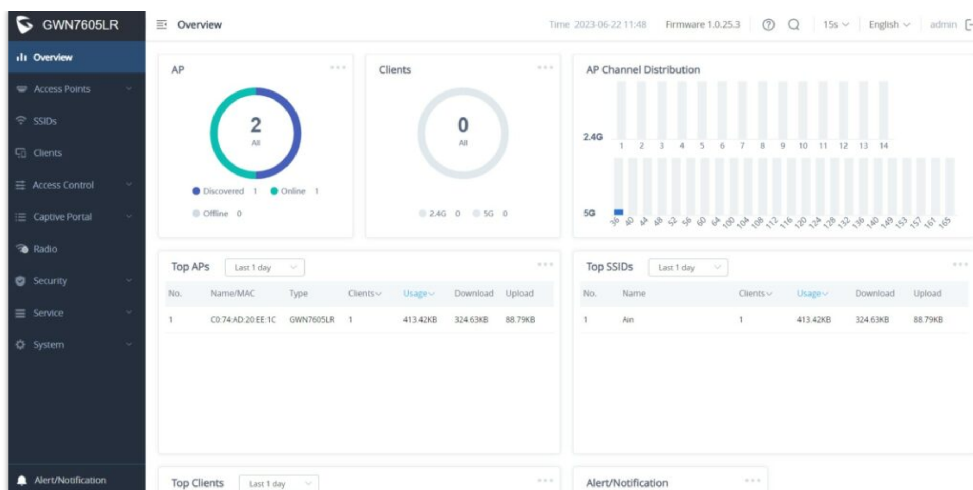 GWN7605LR
Overview
Time 2023-06-22 11:48 Firmware 1.0.25.3 15s English admin
Overview
Access Points
SSIDs
Clients
Access Control
Captive Portal
Radio
Security
Service
System
Alert/Notification
AP
2
All
Discovered 1 Online 1
Offline 0
Clients
0
All
2.4G 0 5G 0
AP Channel Distribution
2.4G
1 2 3 4 5 6 7 8 9 10 11 12 13 14
5G
36 40 44 48 52 56 60 64 100 104 108 112 116 120 124 128 132 136 140 149 153 157 161 165
Top APs Last 1 day
No. Name/MAC Type Clients Usage Download Upload
1 C0:74:AD:20:EE:1C GWN7605LR 1 413.42KB 324.63KB 88.79KB
Top SSIDs Last 1 day
No. Name Clients Usage Download Upload
1 Ain 1 413.42KB 324.63KB 88.79KB
Top Clients Last 1 day
Alert/Notification